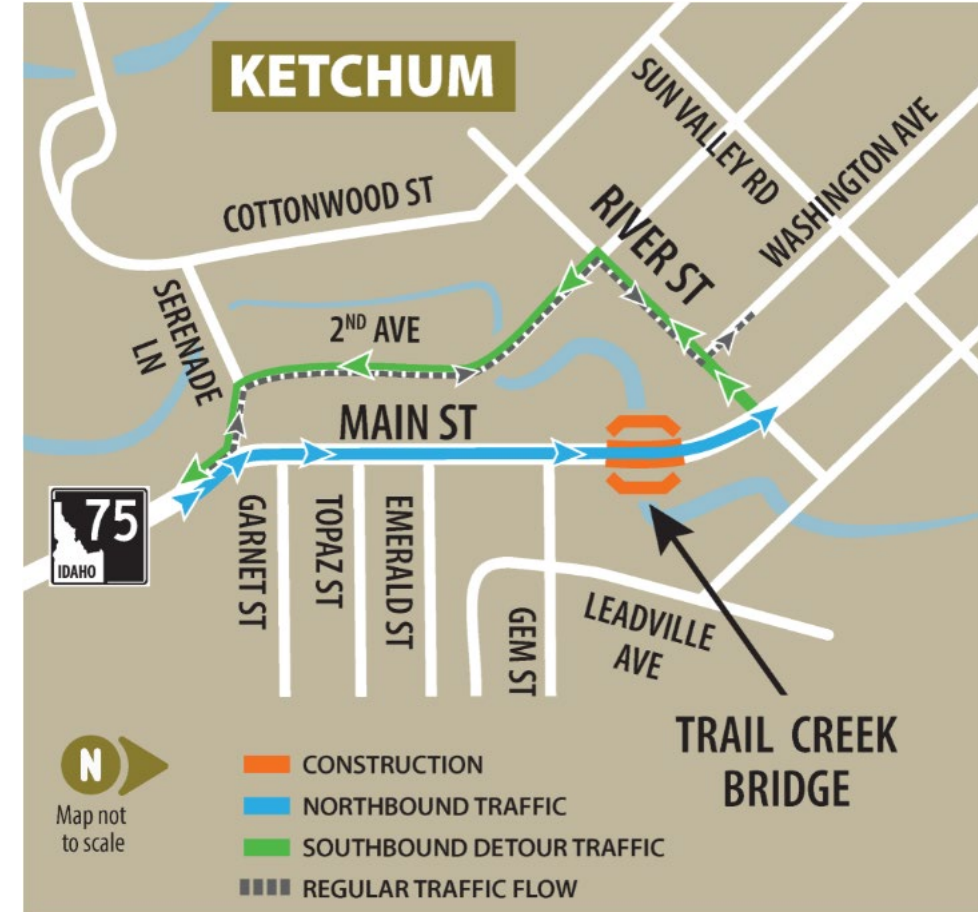 KETCHUM
SUN VALLEY RD
WASHINGTON AVE
COTTONWOOD ST
RIVER ST
SERENADE
LN
2ND AVE
MAIN ST
75
IDAHO
GARNET ST
TOPAZ ST
EMERALD ST
GEM ST
LEADVILLE
AVE
TRAIL CREEK
BRIDGE
N
Map not
to scale
CONSTRUCTION
NORTHBOUND TRAFFIC
SOUTHBOUND DETOUR TRAFFIC
REGULAR TRAFFIC FLOW